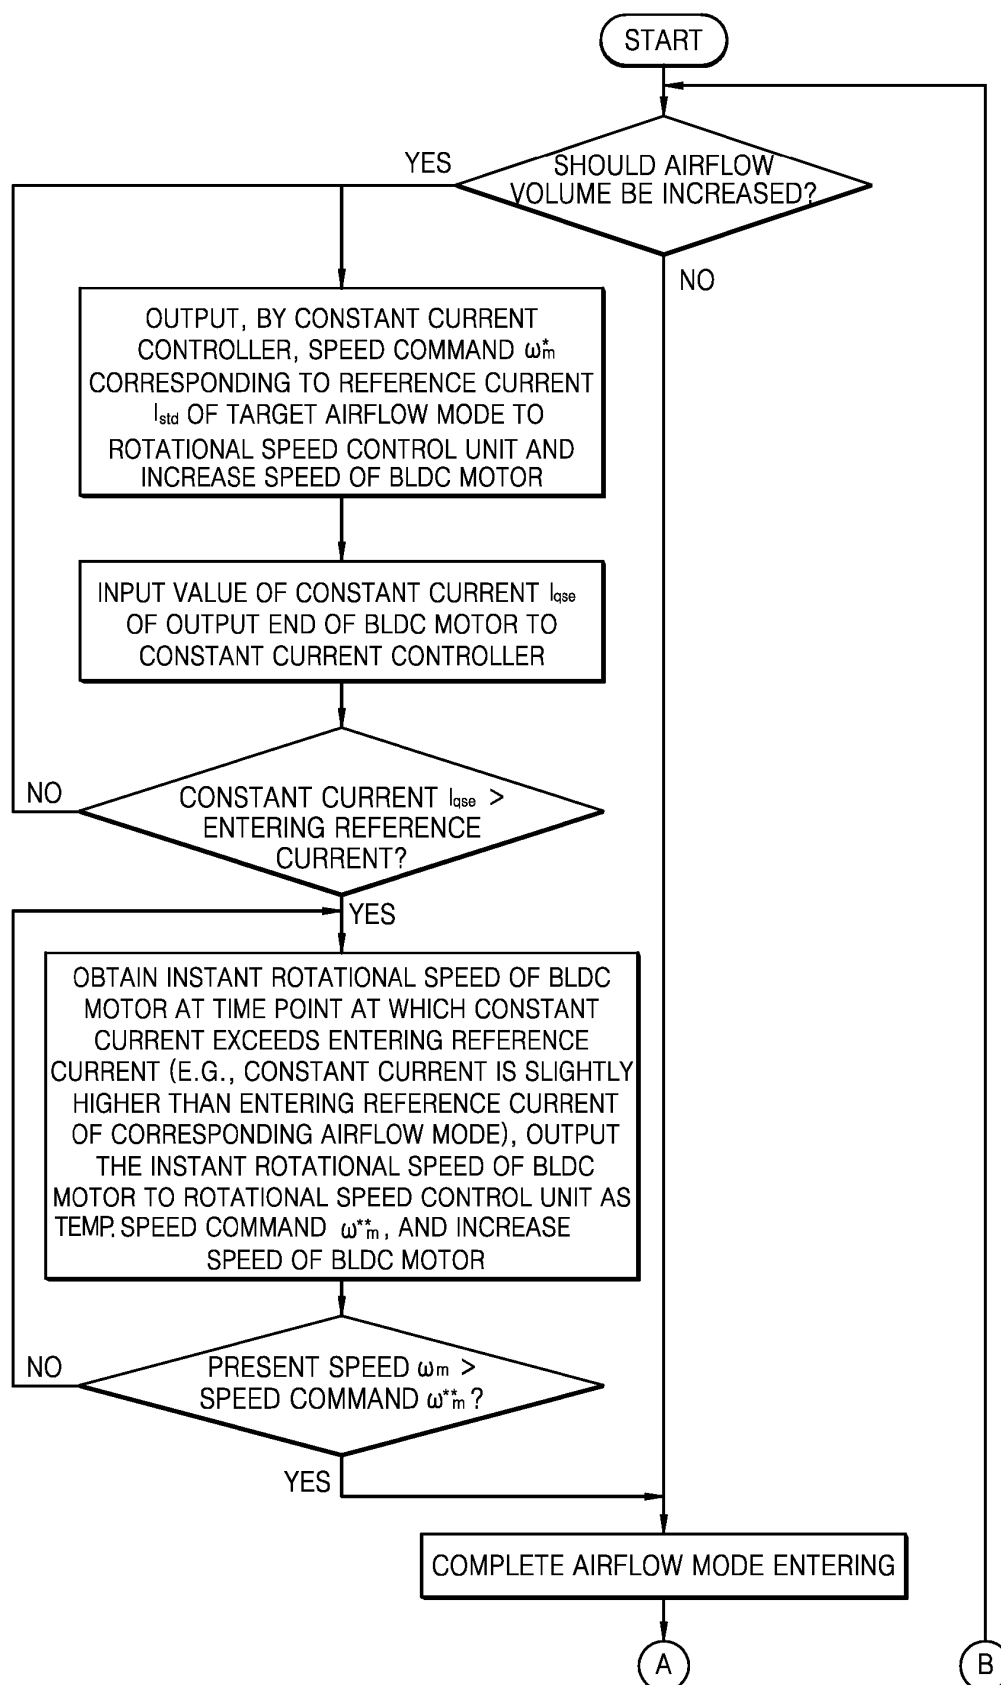 START
SHOULD AIRFLOW
VOLUME BE INCREASED?
YES
NO
OUTPUT, BY CONSTANT CURRENT
CONTROLLER, SPEED COMMAND ω*m
CORRESPONDING TO REFERENCE CURRENT
Istd OF TARGET AIRFLOW MODE TO
ROTATIONAL SPEED CONTROL UNIT AND
INCREASE SPEED OF BLDC MOTOR
INPUT VALUE OF CONSTANT CURRENT Iqse
OF OUTPUT END OF BLDC MOTOR TO
CONSTANT CURRENT CONTROLLER
NO
CONSTANT CURRENT Iqse >
ENTERING REFERENCE
CURRENT?
YES
OBTAIN INSTANT ROTATIONAL SPEED OF BLDC
MOTOR AT TIME POINT AT WHICH CONSTANT
CURRENT EXCEEDS ENTERING REFERENCE
CURRENT (E.G., CONSTANT CURRENT IS SLIGHTLY
HIGHER THAN ENTERING REFERENCE CURRENT
OF CORRESPONDING AIRFLOW MODE), OUTPUT
THE INSTANT ROTATIONAL SPEED OF BLDC
MOTOR TO ROTATIONAL SPEED CONTROL UNIT AS
TEMP. SPEED COMMAND ω**m, AND INCREASE
SPEED OF BLDC MOTOR
NO
PRESENT SPEED ωm >
SPEED COMMAND ω**m ?
YES
COMPLETE AIRFLOW MODE ENTERING
A
B